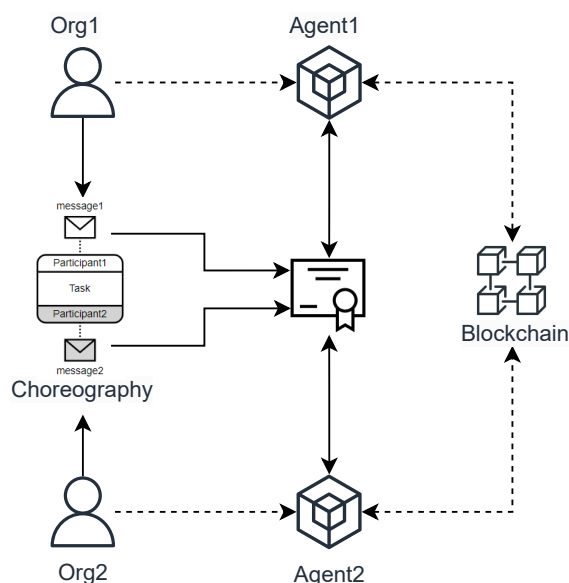 Org1
Agent1
message1
Participant1
Task
Participant2
message2
Choreography
Blockchain
Org2
Agent2